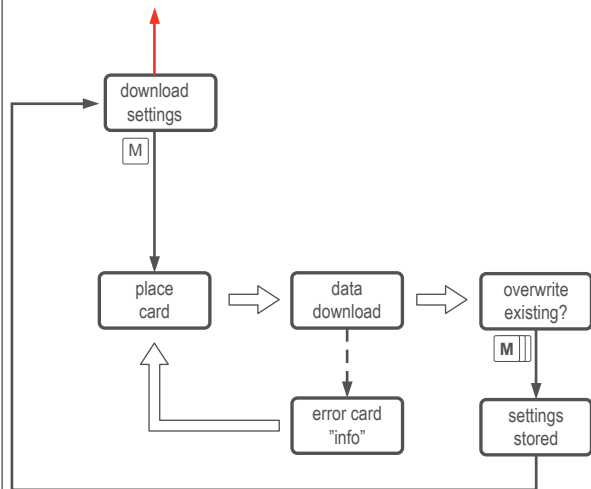 download
settings
M
place
card
data
download
overwrite
existing?
M
error card
"info"
settings
stored